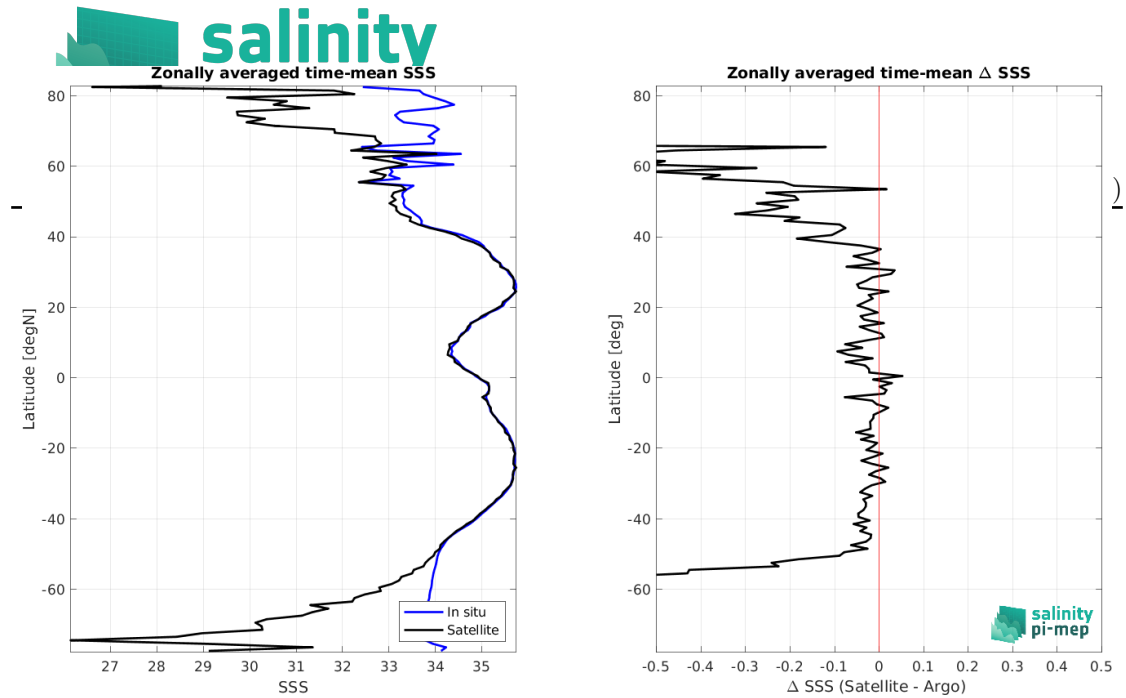 salinity
Zonally averaged time-mean SSS
80
60
40
20
0
-20
-40
-60
Latitude [degN]
27 28 29 30 31 32 33 34 35
SSS
In situ
Satellite
-
Zonally averaged time-mean Δ SSS
80
60
40
20
0
-20
-40
-60
Latitude [deg]
-0.5 -0.4 -0.3 -0.2 -0.1 0 0.1 0.2 0.3 0.4 0.5
Δ SSS (Satellite - Argo)
salinity
pi-mep
)